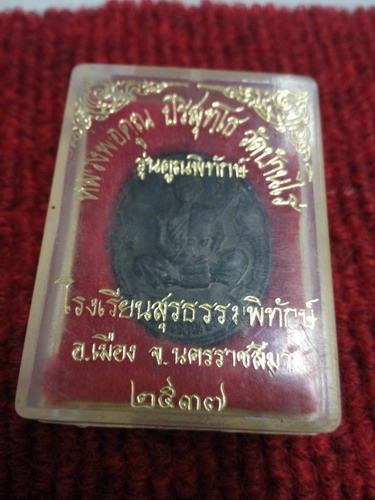 หลวงพ่อคูณ ปริสุทโธ วัดบ้านไร่
รุ่นคูณพิทักษ์
โรงเรียนสุรธรรมพิทักษ์
อ.เมือง จ.นครราชสีมา
๒๕๓๗